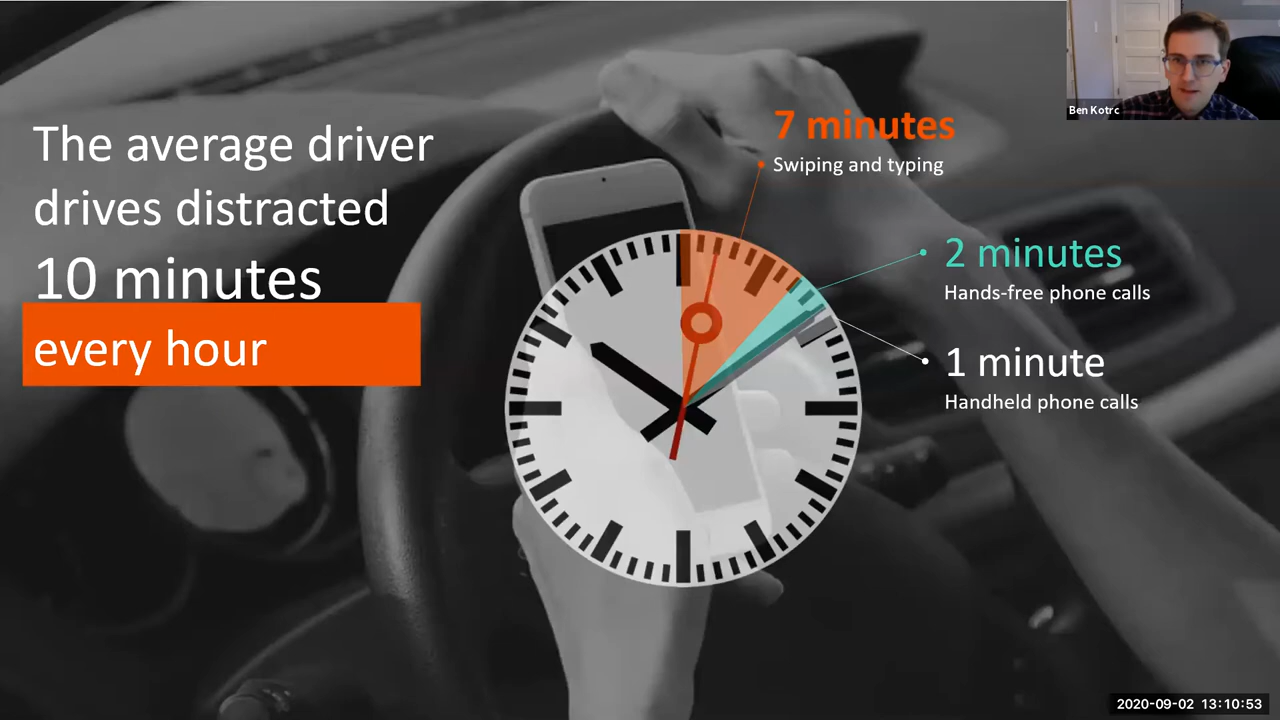 The average driver
drives distracted
10 minutes
every hour
7 minutes
Swiping and typing
2 minutes
Hands-free phone calls
1 minute
Handheld phone calls
Ben Kotrc
2020-09-02 13:10:53